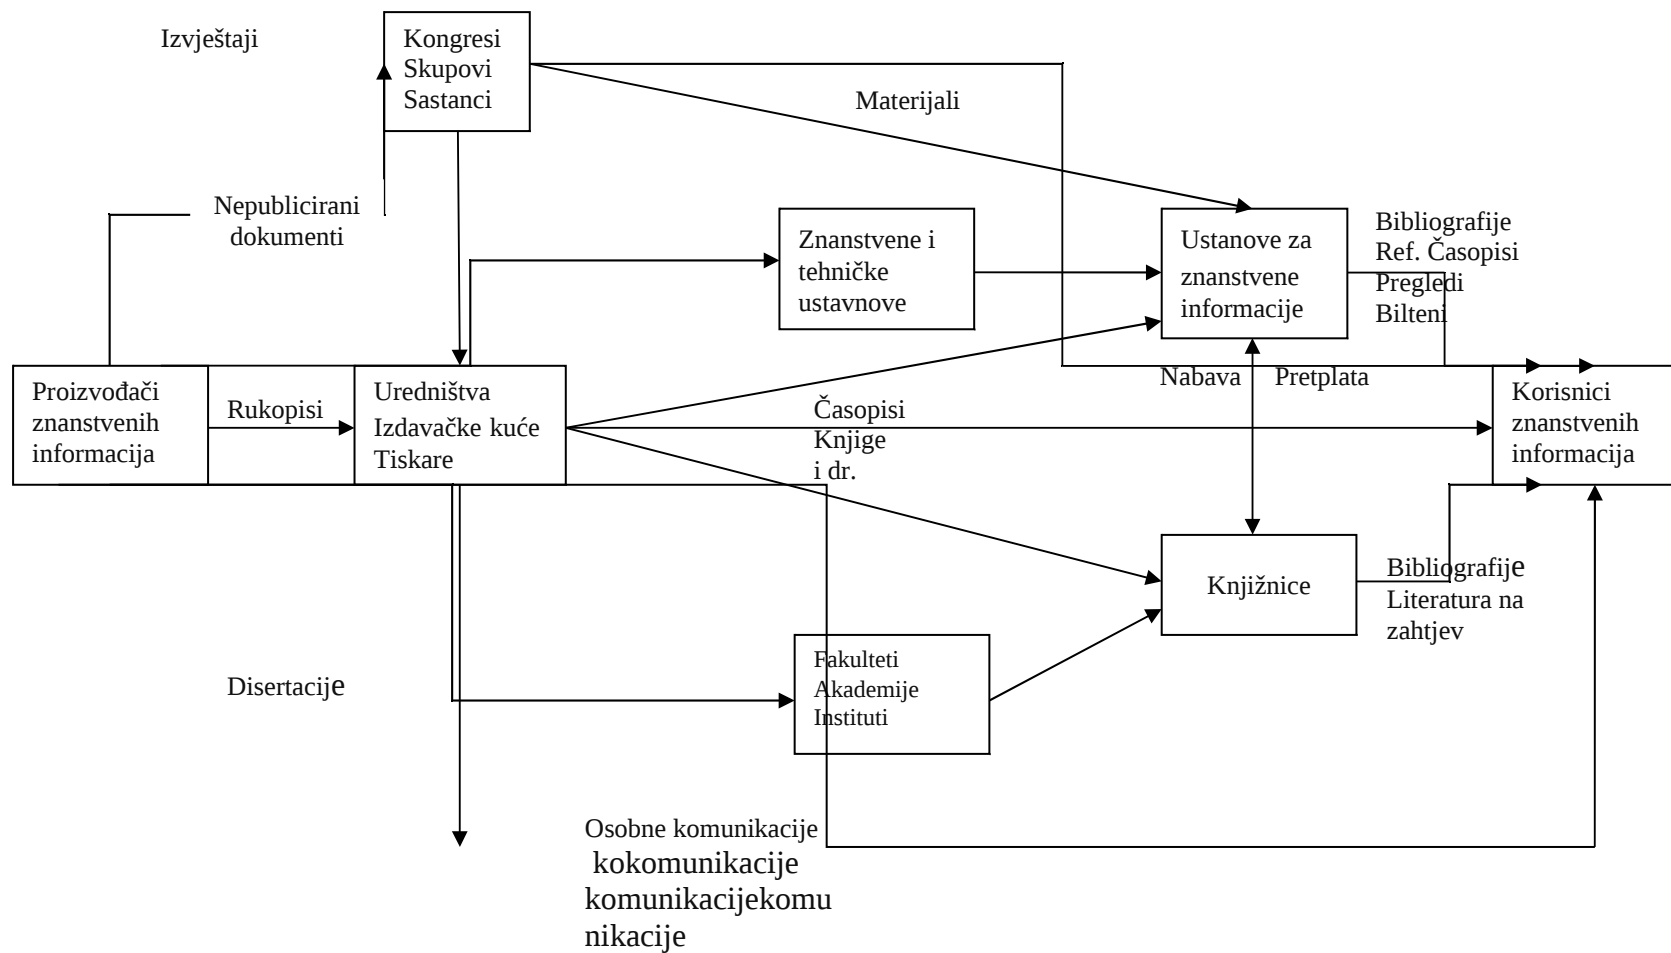 Izvještaji
Kongresi
Skupovi
Sastanci
Materijali
Nepublicirani
dokumenti
Znanstvene i
tehničke
ustavnove
Ustanove za
znanstvene
informacije
Bibliografije
Ref. Časopisi
Pregledi
Bilteni
Proizvođači
znanstvenih
informacija
Rukopisi
Uredništva
Izdavačke kuće
Tiskare
Časopisi
Knjige
i dr.
Nabava
Pretplata
Korisnici
znanstvenih
informacija
Knjižnice
Bibliografije
Literatura na
zahtjev
Fakulteti
Akademije
Instituti
Disertacije
Osobne komunikacije
kokomunikacije
komunikacijekomu
nikacije